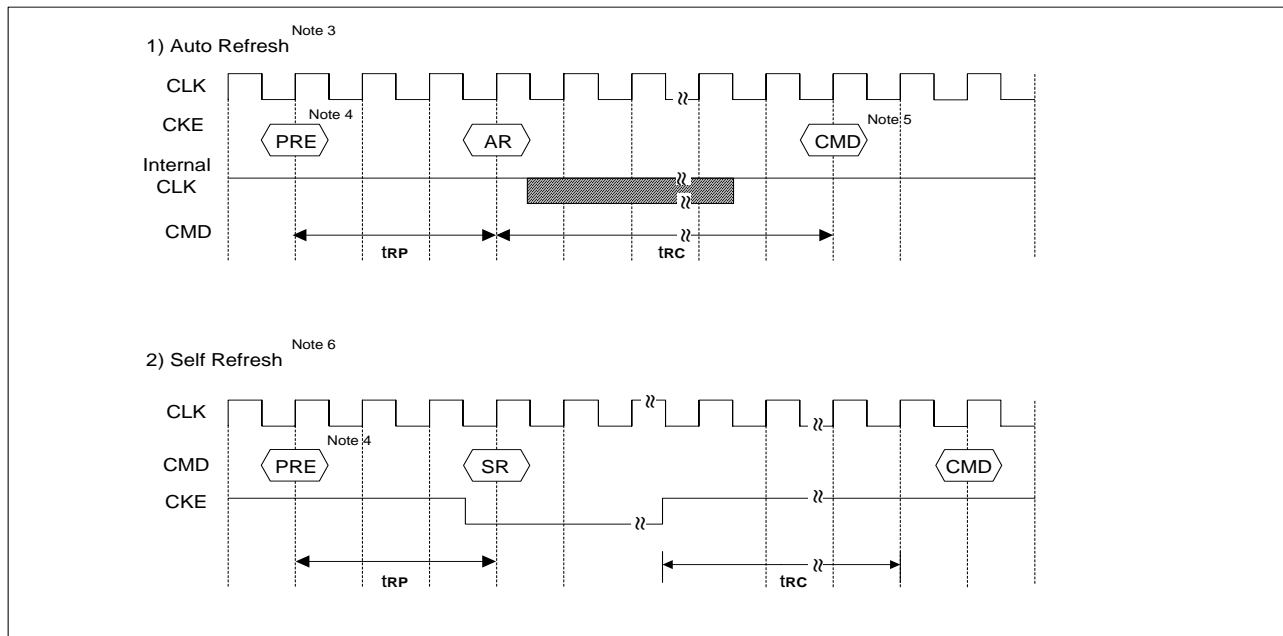 1) Auto Refresh Note 3
CLK
CKE
PRE Note 4 AR CMD Note 5
Internal
CLK
CMD
tRP tRC
2) Self Refresh Note 6
CLK
CMD PRE Note 4 SR CMD
CKE
tRP tRC